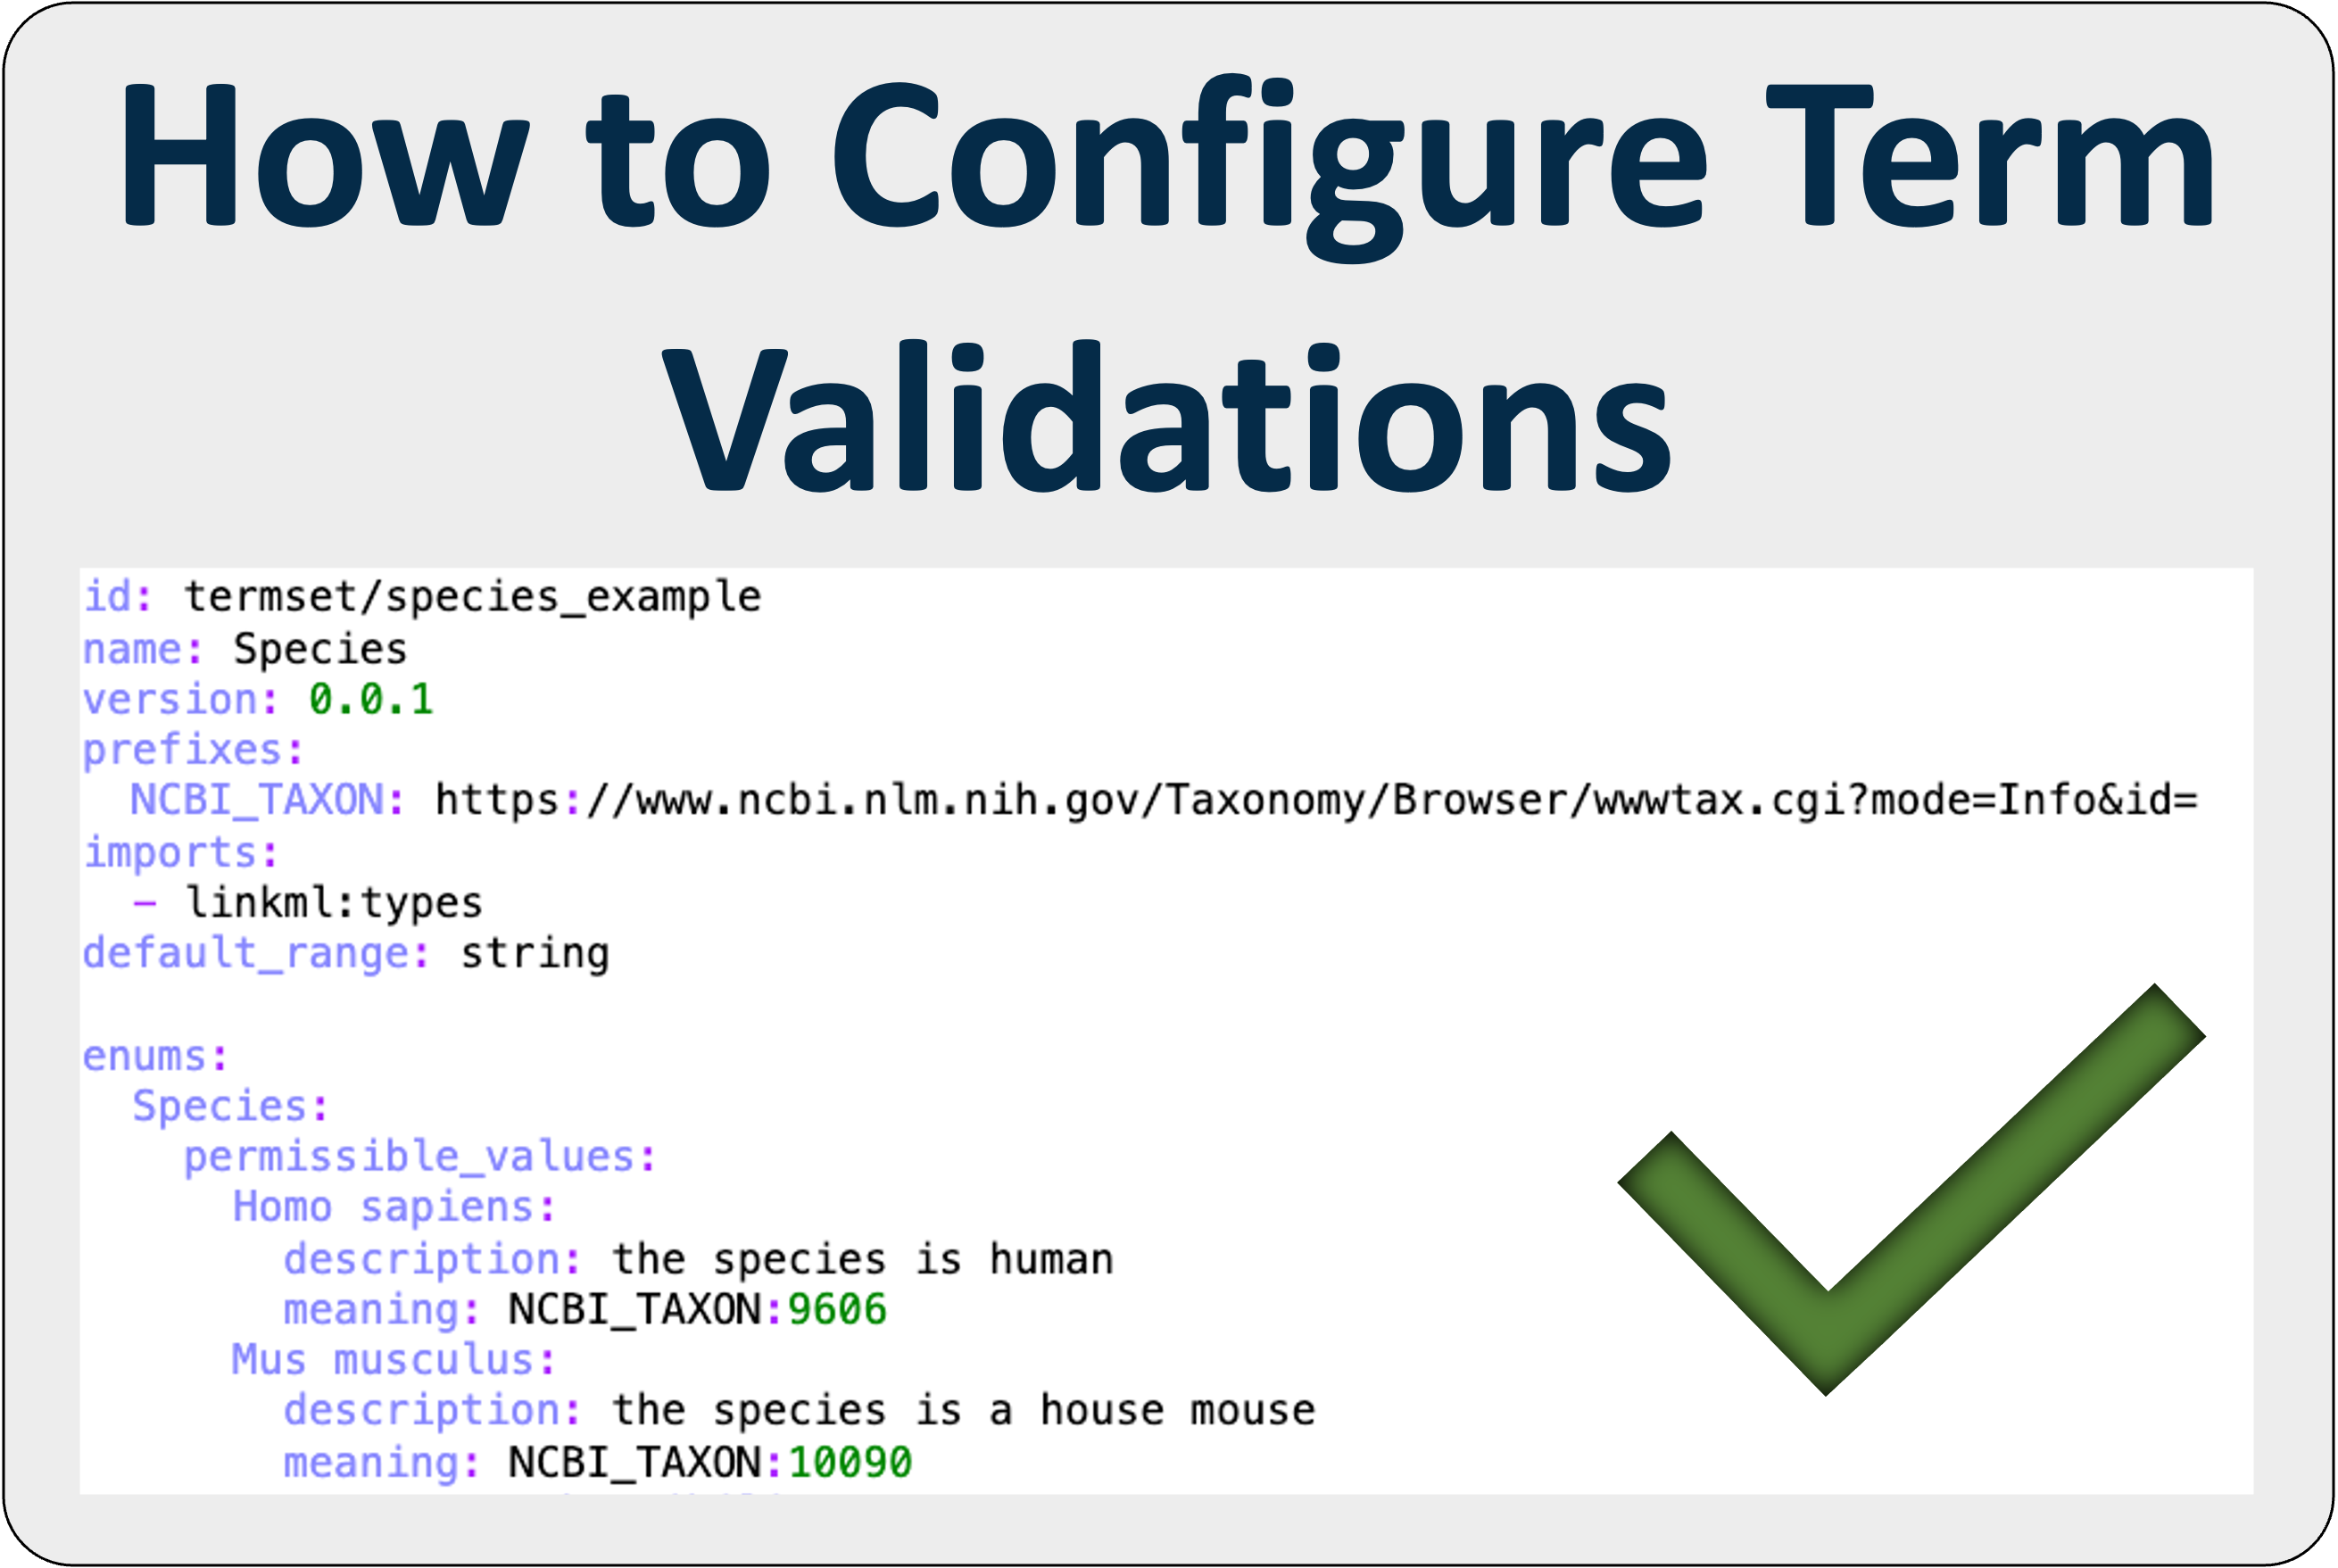 How to Configure Term
Validations
id: termset/species_example
name: Species
version: 0.0.1
prefixes:
  NCBI_TAXON: https://www.ncbi.nlm.nih.gov/Taxonomy/Browser/wwwtax.cgi?mode=Info&id=
imports:
  - linkml:types
default_range: string
enums:
  Species:
    permissible_values:
      Homo sapiens:
        description: the species is human
        meaning: NCBI_TAXON:9606
      Mus musculus:
        description: the species is a house mouse
        meaning: NCBI_TAXON:10090